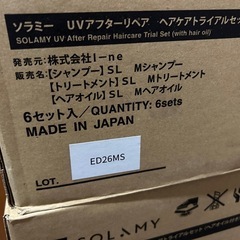 ソラミー UVアフターリペア ヘアケアトライアルセッ
SOLAMY UV After Repair Haircare Trial Set (with hair oil)
発売元：株式会社I-ne
販売名：【シャンプー】SL Mシャンプー
【トリートメント】SL Mトリートメント
【ヘアオイル】SL Mヘアオイル
6セット入／QUANTITY: 6sets
MADE IN JAPAN
ED26MS
LOT.
SOLAMY